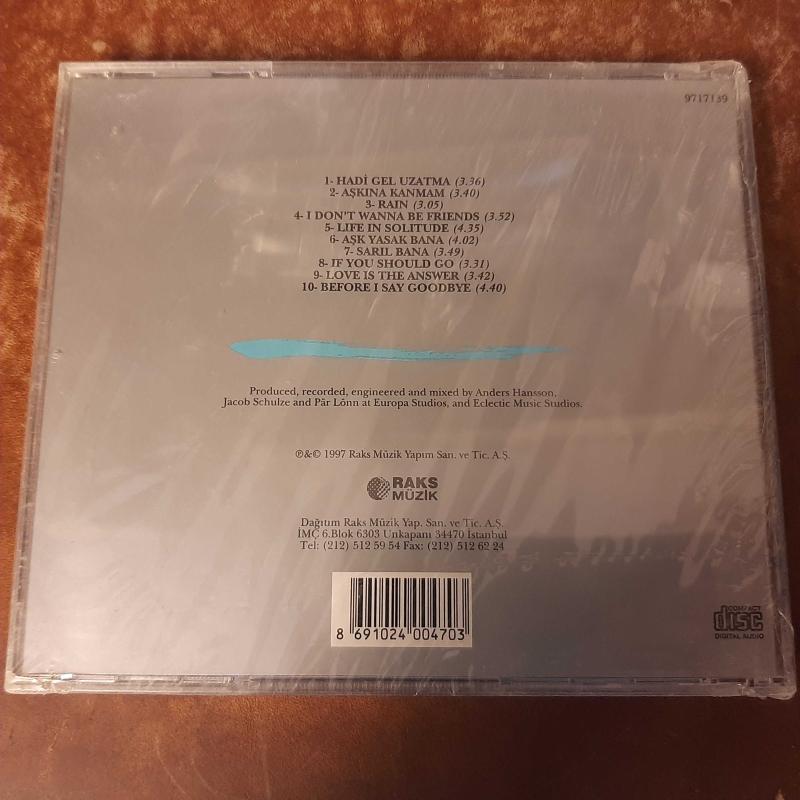 9717139
1- HADİ GEL UZATMA (3.36)
2- AŞKINA KANMAM (3.40)
3- RAIN (3.05)
4- I DON'T WANNA BE FRIENDS (3.52)
5- LIFE IN SOLITUDE (4.35)
6- AŞK YASAK BANA (4.02)
7- SARIL BANA (3.49)
8- IF YOU SHOULD GO (3.31)
9- LOVE IS THE ANSWER (3.42)
10- BEFORE I SAY GOODBYE (4.40)
Produced, recorded, engineered and mixed by Anders Hansson,
Jacob Schulze and Pär Lönn at Europa Studios, and Eclectic Music Studios.
℗&© 1997 Raks Müzik Yapım San. ve Tic. A.Ş.
RAKS
MÜZİK
Dağıtım Raks Müzik Yap. San. ve Tic. A.Ş.
İMÇ 6.Blok 6303 Unkapanı 34470 İstanbul
Tel: (212) 512 59 54 Fax: (212) 512 62 24
8 691024 004703
COMPACT
disc
DIGITAL AUDIO